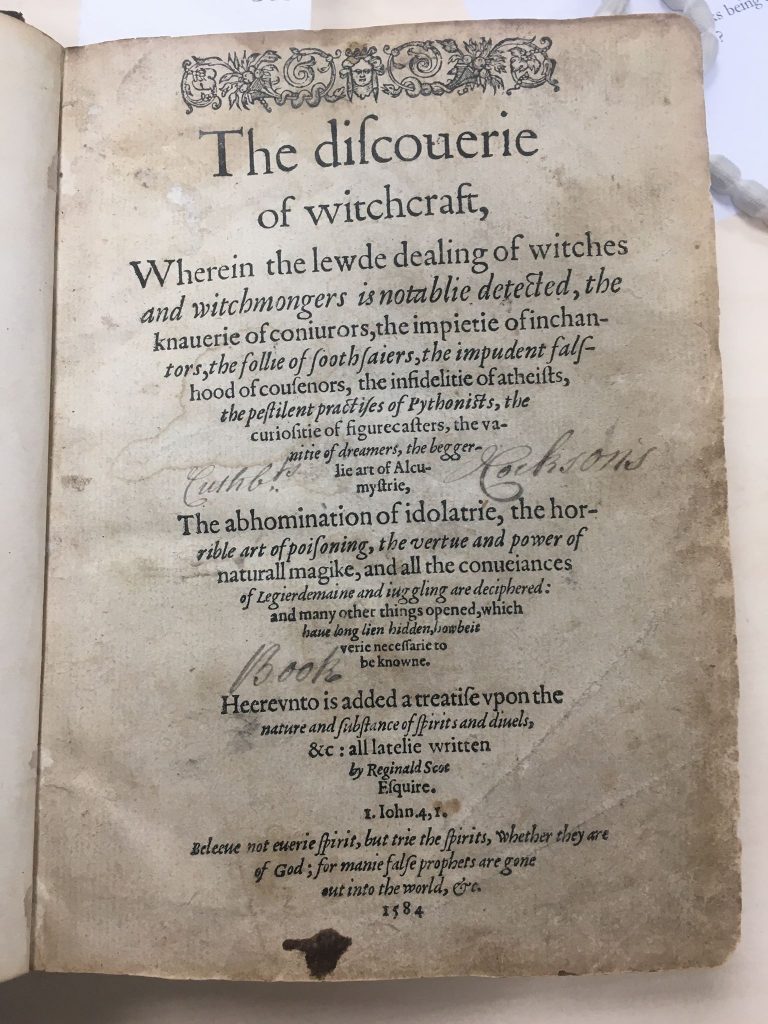 being
?
The diſcouerie
of witchcraft,
Wherein the lewde dealing of witches
and witchmongers is notablie detected, the
knauerie of coniurors, the impietie of inchan-
tors, the follie of ſoothſaiers, the impudent falſ-
hood of couſenors, the infidelitie of atheiſts,
the peſtilent practiſes of Pythoniſts, the
curioſitie of figurecaſters, the va-
nitie of dreamers, the begger-
lie art of Alcu-
myſtrie,
The abhomination of idolatrie, the hor-
rible art of poiſoning, the vertue and power of
naturall magike, and all the conueiances
of Legierdemaine and iuggling are deciphered:
and many other things opened, which
haue long lien hidden, howbeit
verie neceſſarie to
be knowne.
Book
Heerevnto is added a treatiſe vpon the
nature and ſubſtance of ſpirits and diuels,
&c : all latelie written
by Reginald Scot
Eſquire.
1. Iohn. 4, 1.
Beleeue not euerie ſpirit, but trie the ſpirits, whether they are
of God ; for manie falſe prophets are gone
out into the world, &c.
1584